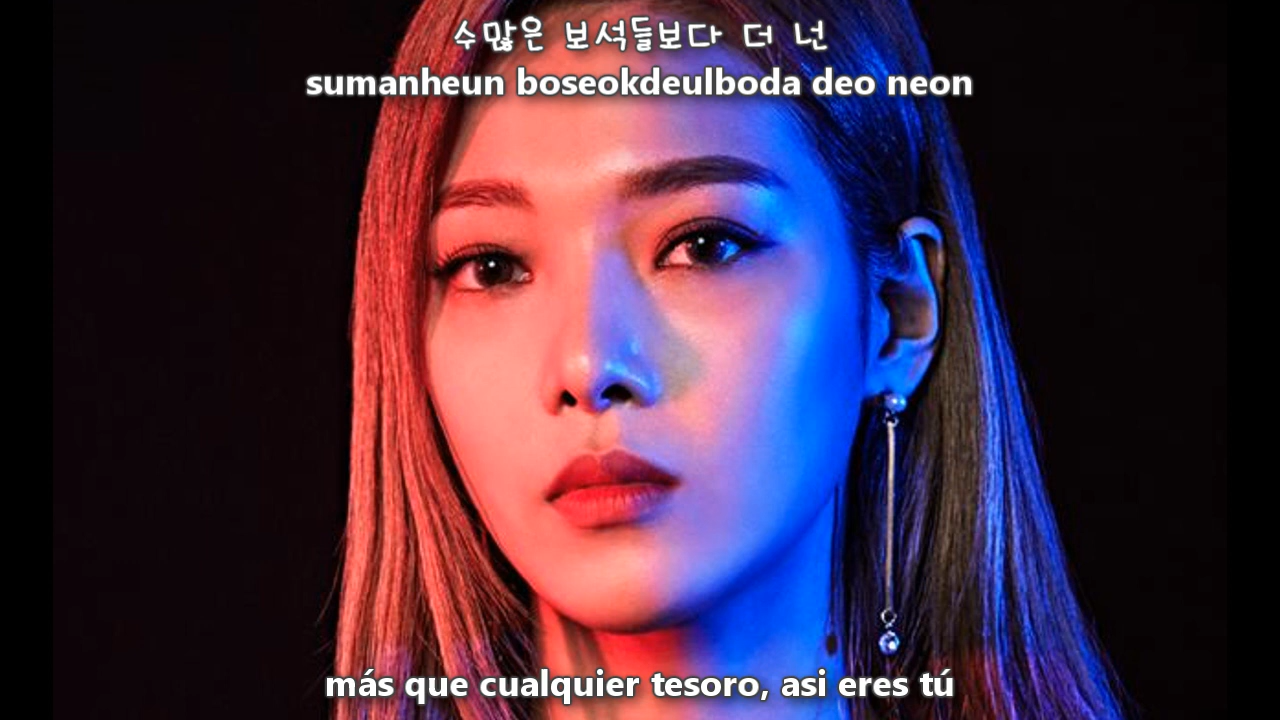 수많은 보석들보다 더 넌
sumanheun boseokdeulboda deo neon
más que cualquier tesoro, asi eres tú